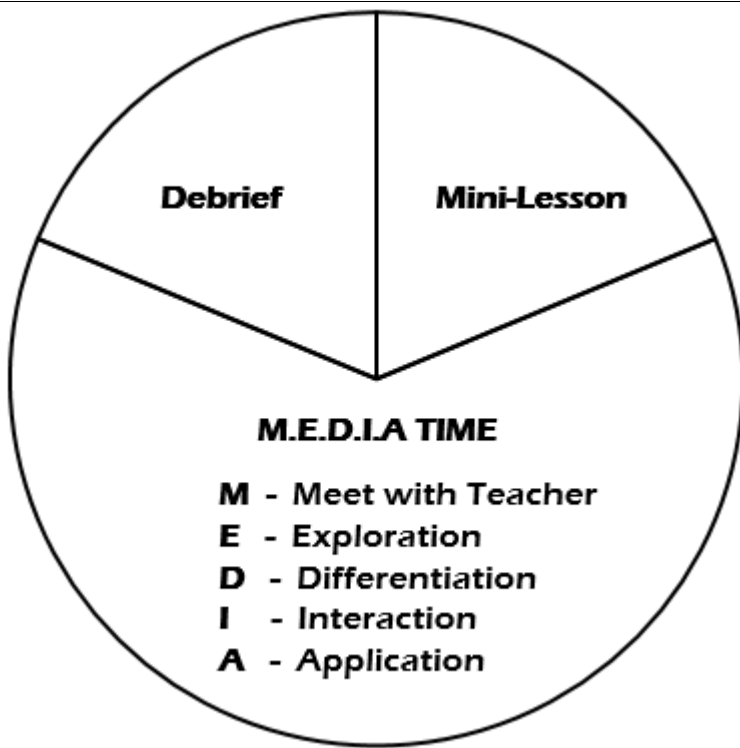 Debrief
Mini-Lesson
M.E.D.I.A TIME
M - Meet with Teacher
E - Exploration
D - Differentiation
I - Interaction
A - Application